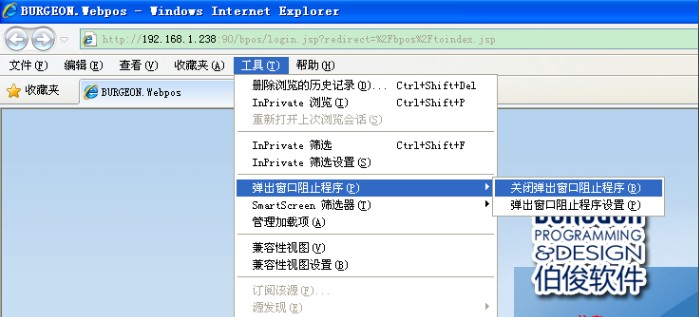 BURGEON.Webpos - Windows Internet Explorer
http://192.168.1.238:90/bpos/login.jsp?redirect=%2Fbpos%2Ftoindex.jsp
文件(F) 编辑(E) 查看(V) 收藏夹(A) 工具(T) 帮助(H)
收藏夹 BURGEON.Webpos
删除浏览的历史记录(D)... Ctrl+Shift+Del
InPrivate 浏览(I) Ctrl+Shift+P
重新打开上次浏览会话(S)
InPrivate 筛选 Ctrl+Shift+F
InPrivate 筛选设置(S)
弹出窗口阻止程序(P) 关闭弹出窗口阻止程序(B)
SmartScreen 筛选器(T) 弹出窗口阻止程序设置(P)
管理加载项(A)
兼容性视图(V)
兼容性视图设置(B)
订阅该源(F)...
源发现(E)
PROGRAMMING
&DESIGN
伯俊软件